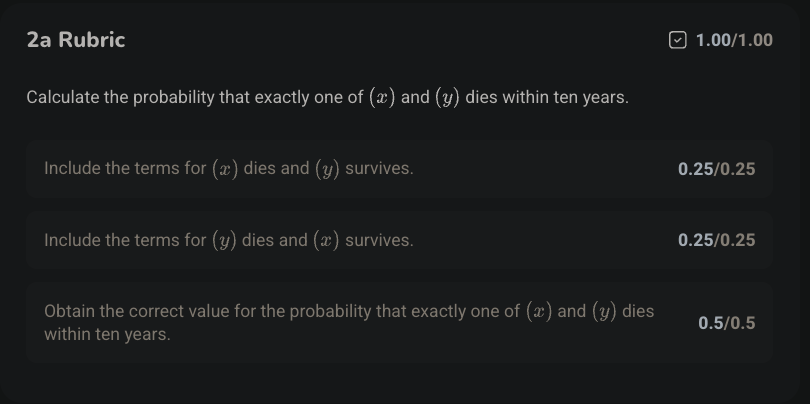 2a Rubric
1.00/1.00
Calculate the probability that exactly one of (x) and (y) dies within ten years.
Include the terms for (x) dies and (y) survives.
0.25/0.25
Include the terms for (y) dies and (x) survives.
0.25/0.25
Obtain the correct value for the probability that exactly one of (x) and (y) dies
within ten years.
0.5/0.5